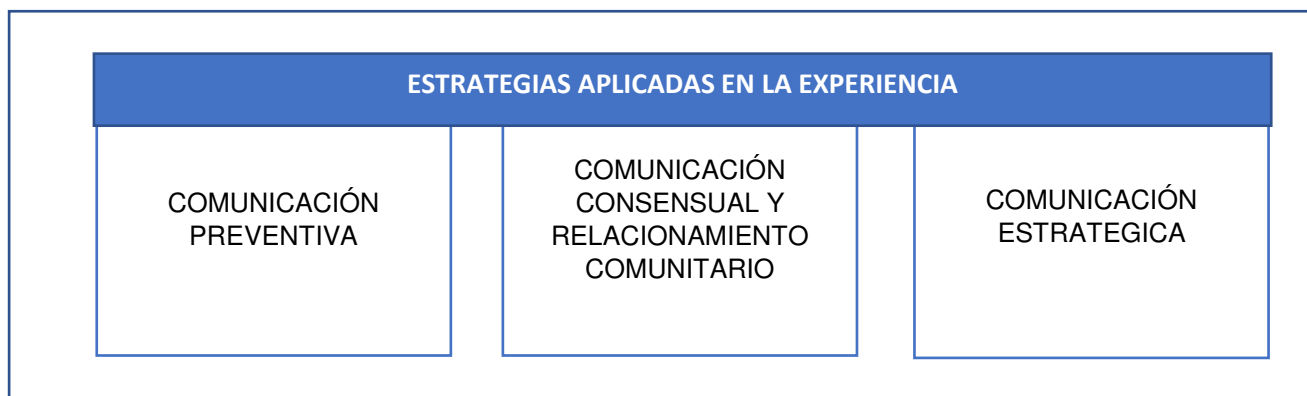 ESTRATEGIAS APLICADAS EN LA EXPERIENCIA
COMUNICACIÓN
PREVENTIVA
COMUNICACIÓN
CONSENSUAL Y
RELACIONAMIENTO
COMUNITARIO
COMUNICACIÓN
ESTRATEGICA